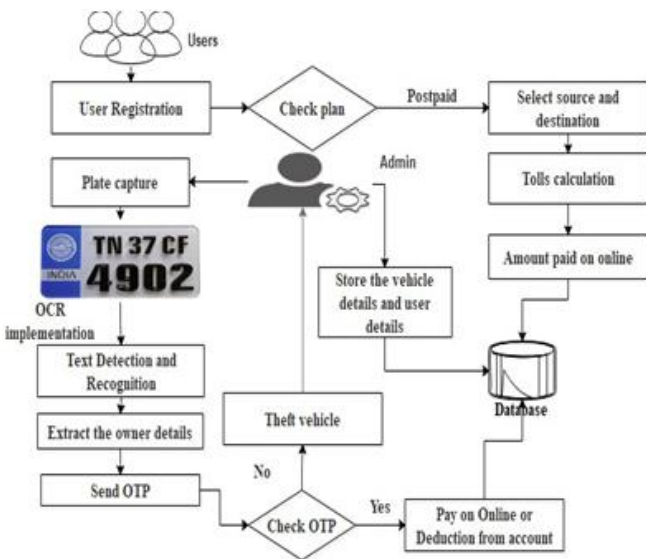 Users
User Registration
Check plan
Postpaid
Select source and
destination
Admin
Plate capture
Tolls calculation
TN 37 CF
INDIA
4902
Amount paid on online
Store the vehicle
details and user
details
OCR
implementation
Text Detection and
Recognition
Database
Theft vehicle
Extract the owner details
No
Send OTP
Check OTP
Yes
Pay on Online or
Deduction from account